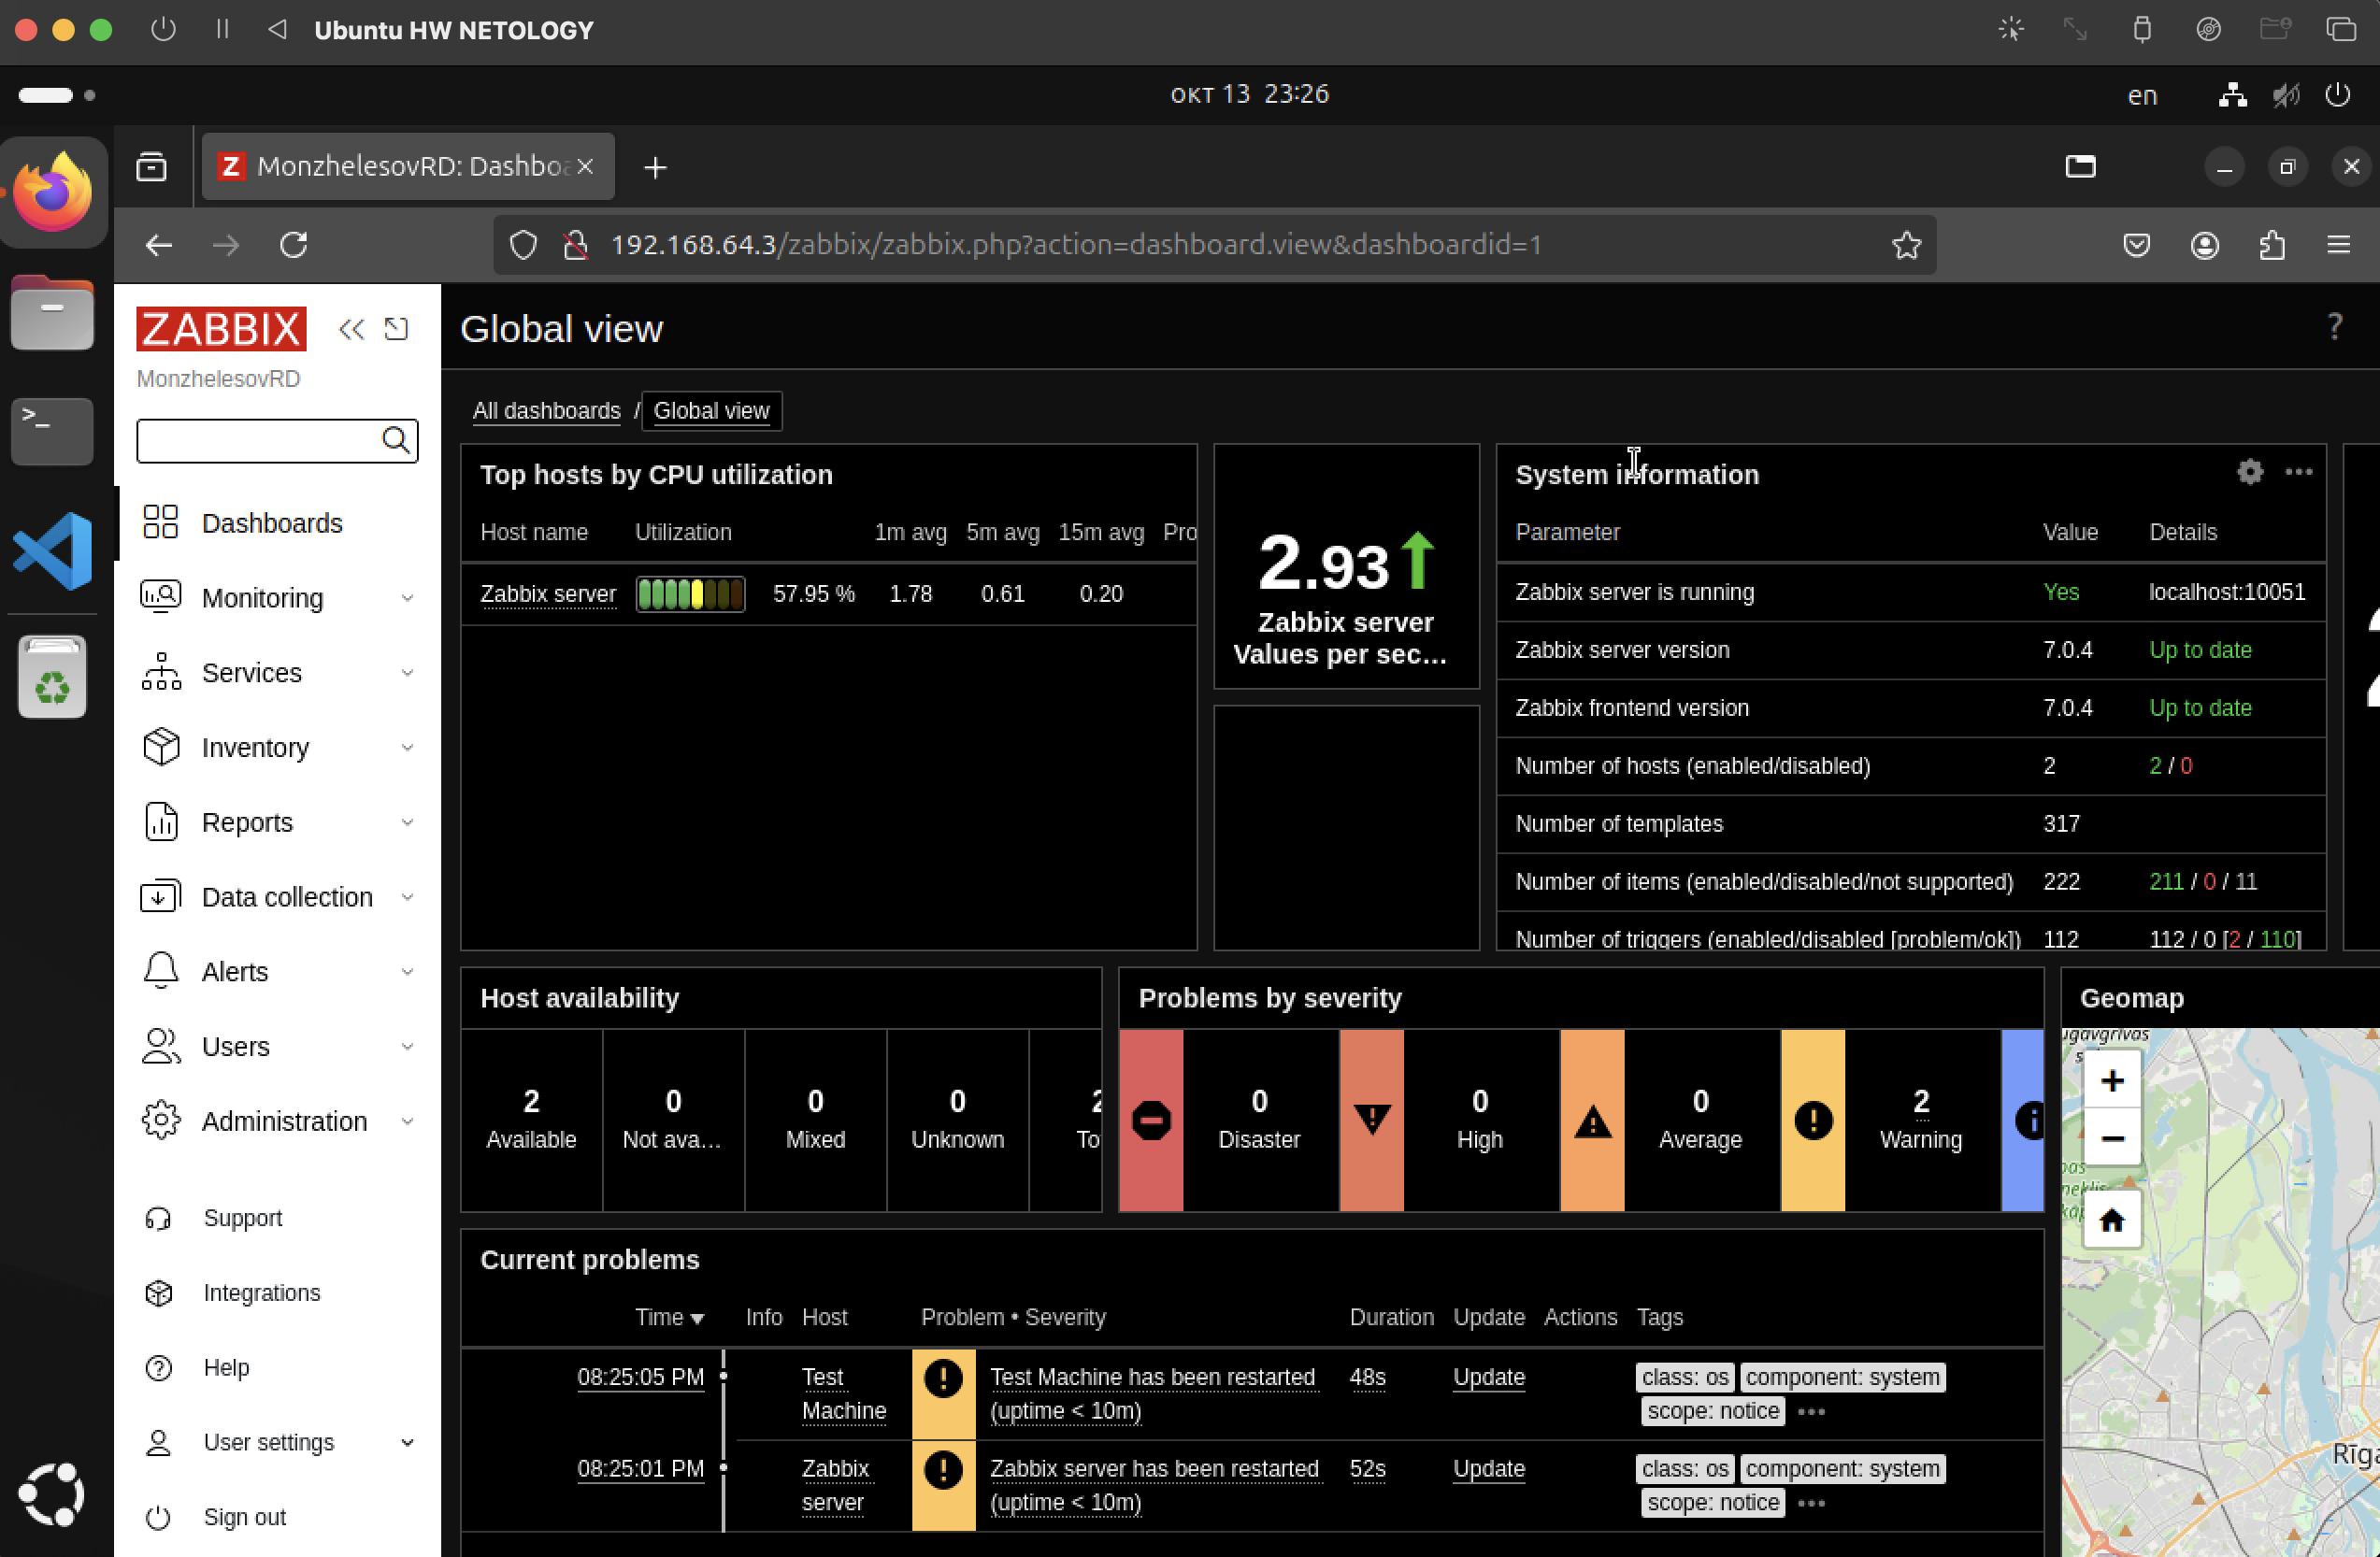 Ubuntu HW NETOLOGY
окт 13 23:26
en
MonzhelesovRD: Dashboa
192.168.64.3/zabbix/zabbix.php?action=dashboard.view&dashboardid=1
ZABBIX
MonzhelesovRD
Dashboards
Monitoring
Services
Inventory
Reports
Data collection
Alerts
Users
Administration
Support
Integrations
Help
User settings
Sign out
Global view
?
All dashboards / Global view
Top hosts by CPU utilization
Host name Utilization 1m avg 5m avg 15m avg Pro
Zabbix server 57.95 % 1.78 0.61 0.20
2.93
Zabbix server
Values per sec...
System information
Parameter Value Details
Zabbix server is running Yes localhost:10051
Zabbix server version 7.0.4 Up to date
Zabbix frontend version 7.0.4 Up to date
Number of hosts (enabled/disabled) 2 2 / 0
Number of templates 317
Number of items (enabled/disabled/not supported) 222 211 / 0 / 11
Number of triggers (enabled/disabled [problem/ok]) 112 112 / 0 [2 / 110]
Host availability
2 Available
0 Not ava...
0 Mixed
0 Unknown
2 To
Problems by severity
0 Disaster
0 High
0 Average
2 Warning
Geomap
+
−
Rīga
Current problems
Time Info Host Problem • Severity Duration Update Actions Tags
08:25:05 PM Test Machine Test Machine has been restarted (uptime < 10m) 48s Update class: os component: system
scope: notice •••
08:25:01 PM Zabbix server Zabbix server has been restarted (uptime < 10m) 52s Update class: os component: system
scope: notice •••